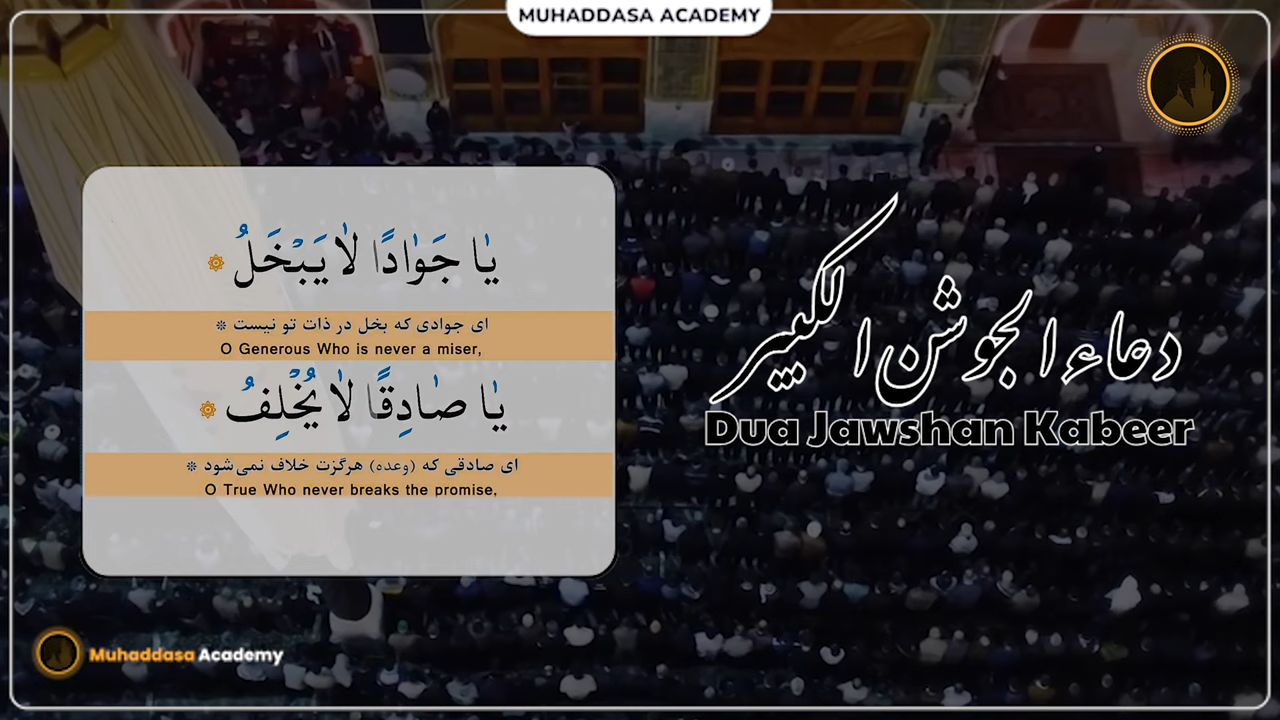 MUHADDASA ACADEMY
يٰا جَوٰادًا لٰا يَبْخَلُ ۞
ای جوادی که بخل در ذات تو نیست ❊
O Generous Who is never a miser,
يٰا صٰادِقًا لٰا يُخْلِفُ ۞
ای صادقی که (وعده) هرگزت خلاف نمی‌شود ❊
O True Who never breaks the promise,
دعاء الجوشن الكبير
Dua Jawshan Kabeer
Muhaddasa Academy